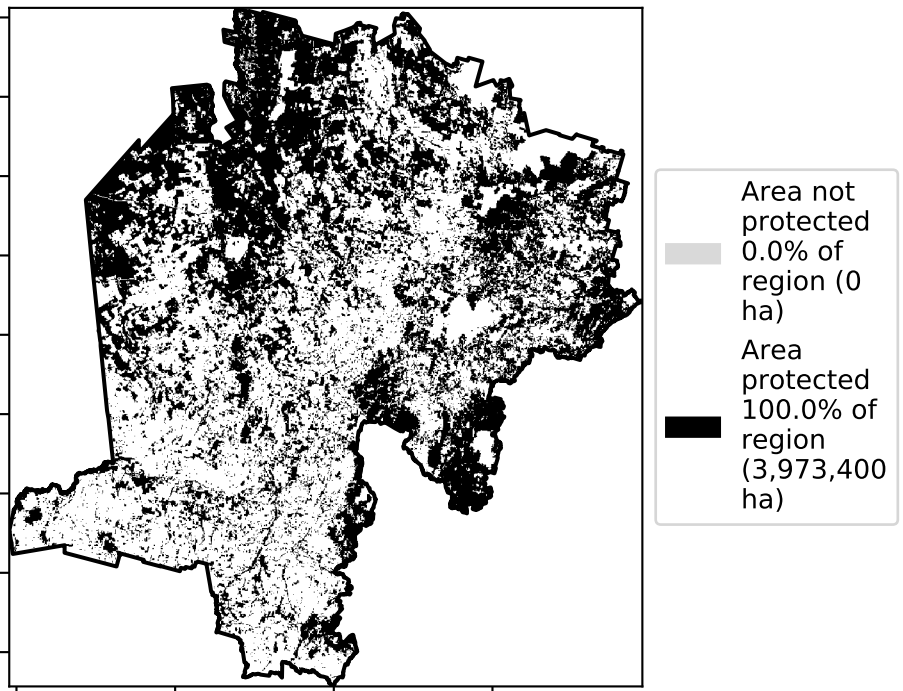 Area not
protected
0.0% of
region (0
ha)
Area
protected
100.0% of
region
(3,973,400
ha)